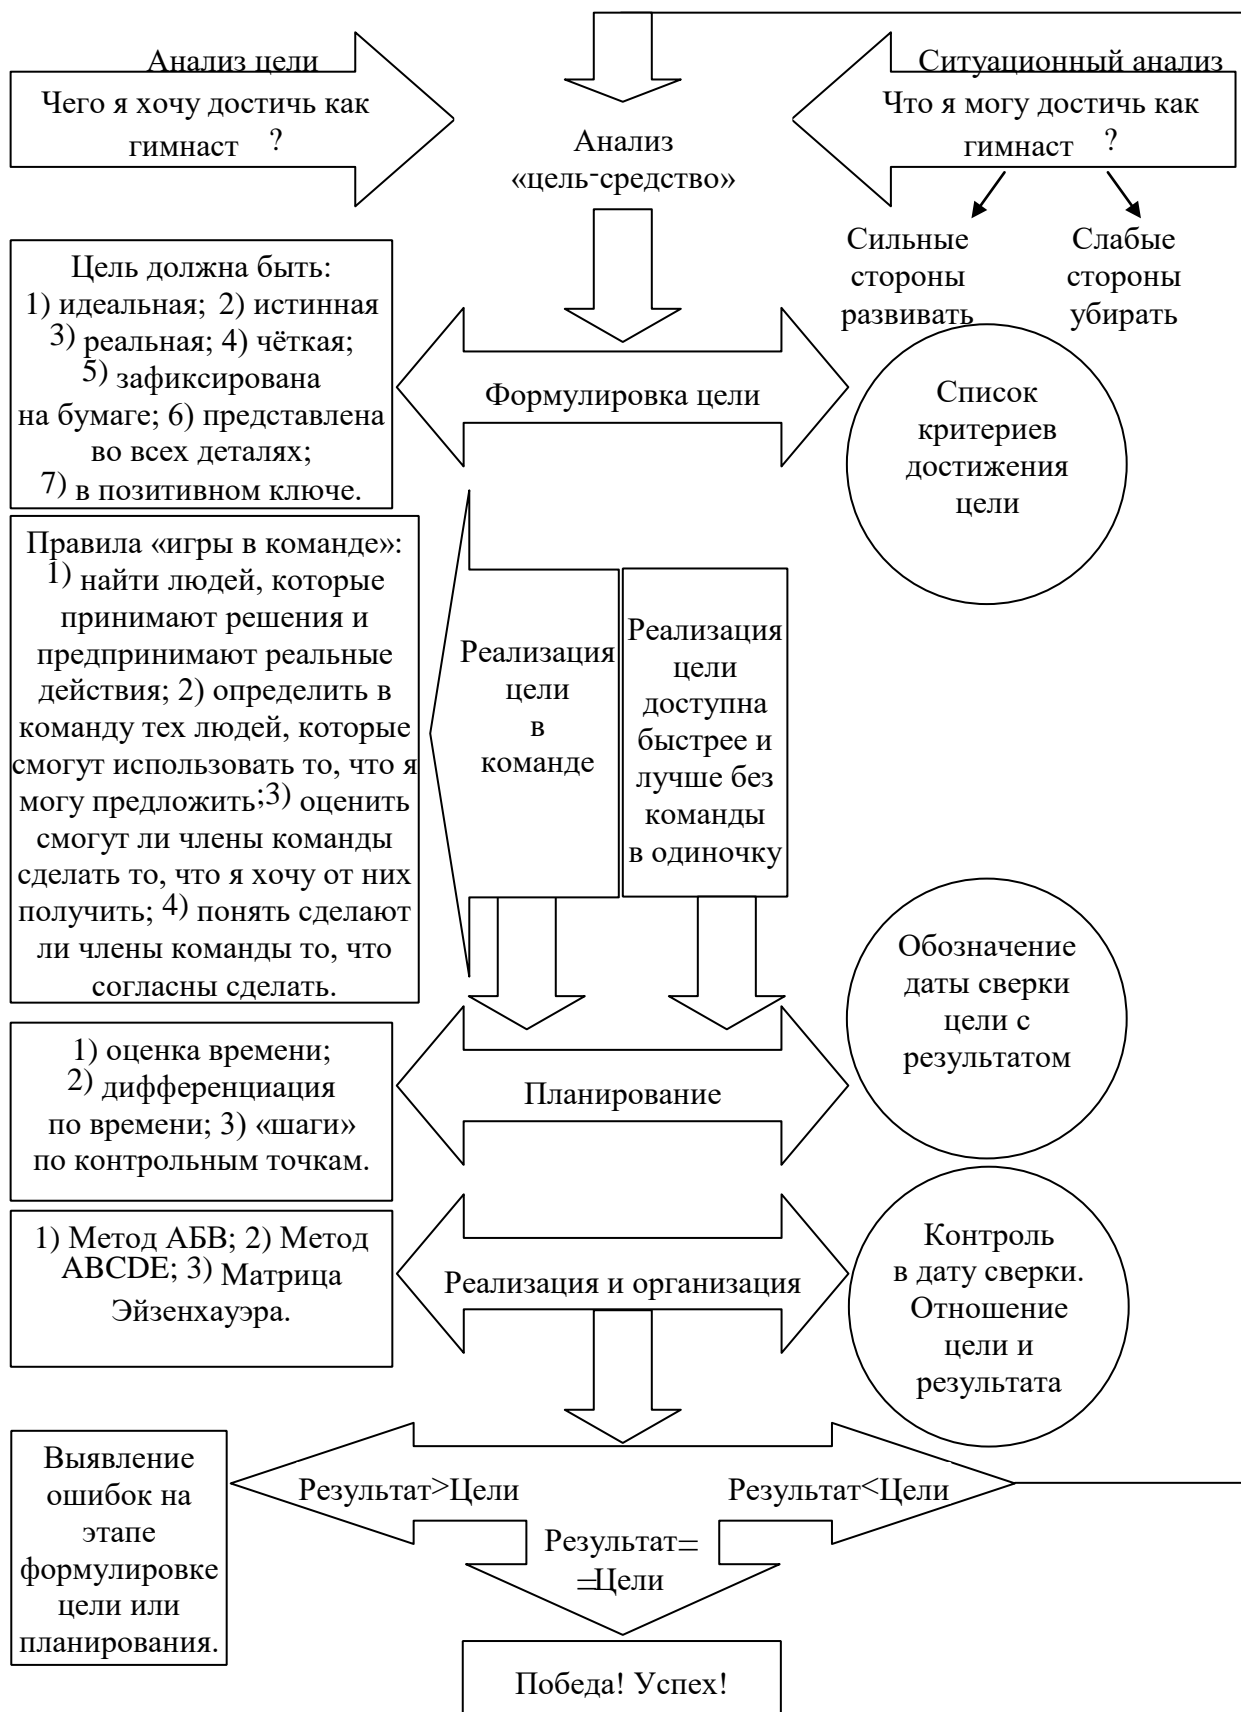 Анализ цели
Чего я хочу достичь как
гимнаст ?
Анализ
«цель-средство»
Ситуационный анализ
Что я могу достичь как
гимнаст ?
Сильные
стороны
развивать
Слабые
стороны
убирать
Цель должна быть:
1) идеальная; 2) истинная
3) реальная; 4) чёткая;
5) зафиксирована
на бумаге; 6) представлена
во всех деталях;
7) в позитивном ключе.
Формулировка цели
Список
критериев
достижения
цели
Правила «игры в команде»:
1) найти людей, которые
принимают решения и
предпринимают реальные
действия; 2) определить в
команду тех людей, которые
смогут использовать то, что я
могу предложить;3) оценить
смогут ли члены команды
сделать то, что я хочу от них
получить; 4) понять сделают
ли члены команды то, что
согласны сделать.
Реализация
цели
в
команде
Реализация
цели
доступна
быстрее и
лучше без
команды
в одиночку
Обозначение
даты сверки
цели с
результатом
1) оценка времени;
2) дифференциация
по времени; 3) «шаги»
по контрольным точкам.
Планирование
1) Метод АБВ; 2) Метод
ABCDE; 3) Матрица
Эйзенхауэра.
Реализация и организация
Контроль
в дату сверки.
Отношение
цели и
результата
Выявление
ошибок на
этапе
формулировке
цели или
планирования.
Результат>Цели
Результат<Цели
Результат=
=Цели
Победа! Успех!